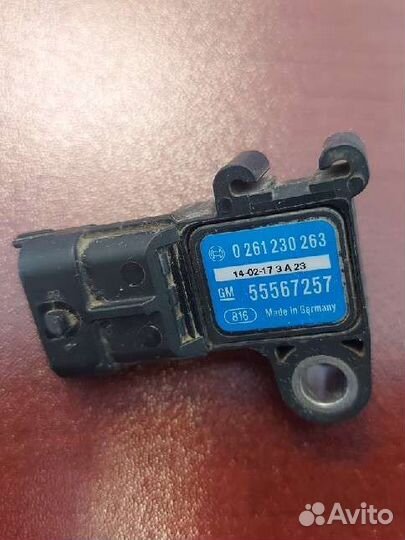 0 261 230 263
14-02-17 3 A 23
GM 55567257
816 Made in Germany
Avito